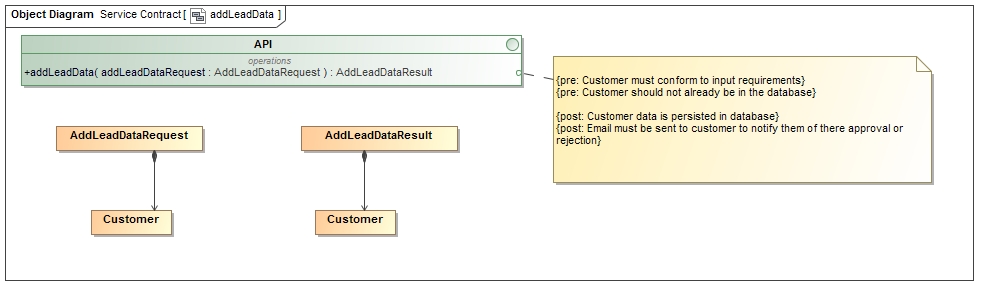 Object Diagram Service Contract [ addLeadData ]
API
operations
+addLeadData( addLeadDataRequest : AddLeadDataRequest ) : AddLeadDataResult
{pre: Customer must conform to input requirements}
{pre: Customer should not already be in the database}
{post: Customer data is persisted in database}
{post: Email must be sent to customer to notify them of there approval or
rejection}
AddLeadDataRequest
AddLeadDataResult
Customer
Customer